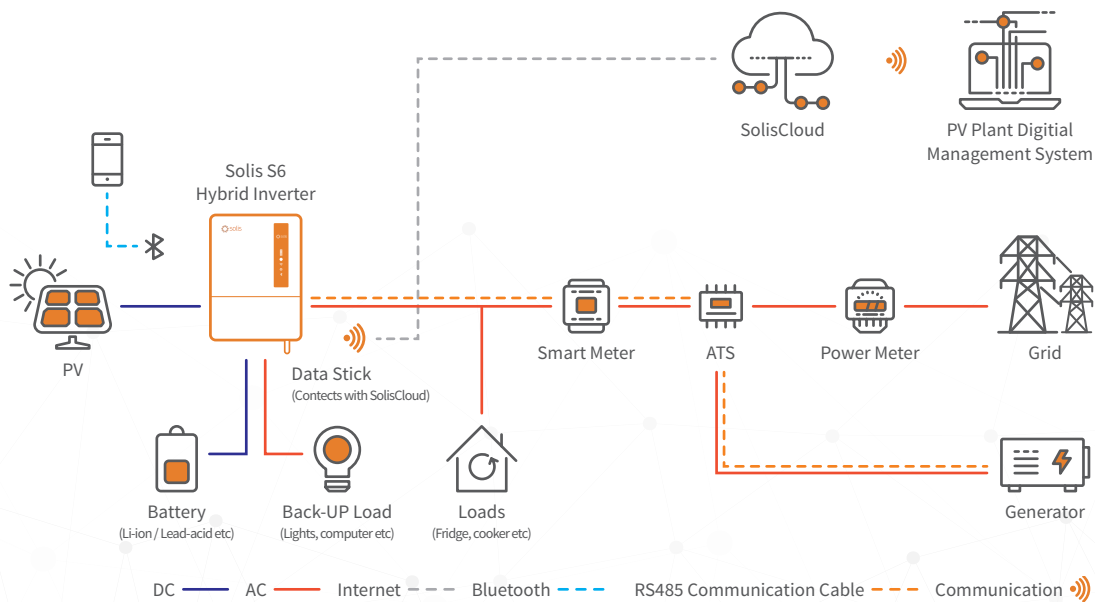 SolisCloud
PV Plant Digitial
Management System
Solis S6
Hybrid Inverter
solis
PV
Data Stick
(Contects with SolisCloud)
Smart Meter
ATS
Power Meter
Grid
Battery
(Li-ion / Lead-acid etc)
Back-UP Load
(Lights, computer etc)
Loads
(Fridge, cooker etc)
Generator
DC
AC
Internet
Bluetooth
RS485 Communication Cable
Communication